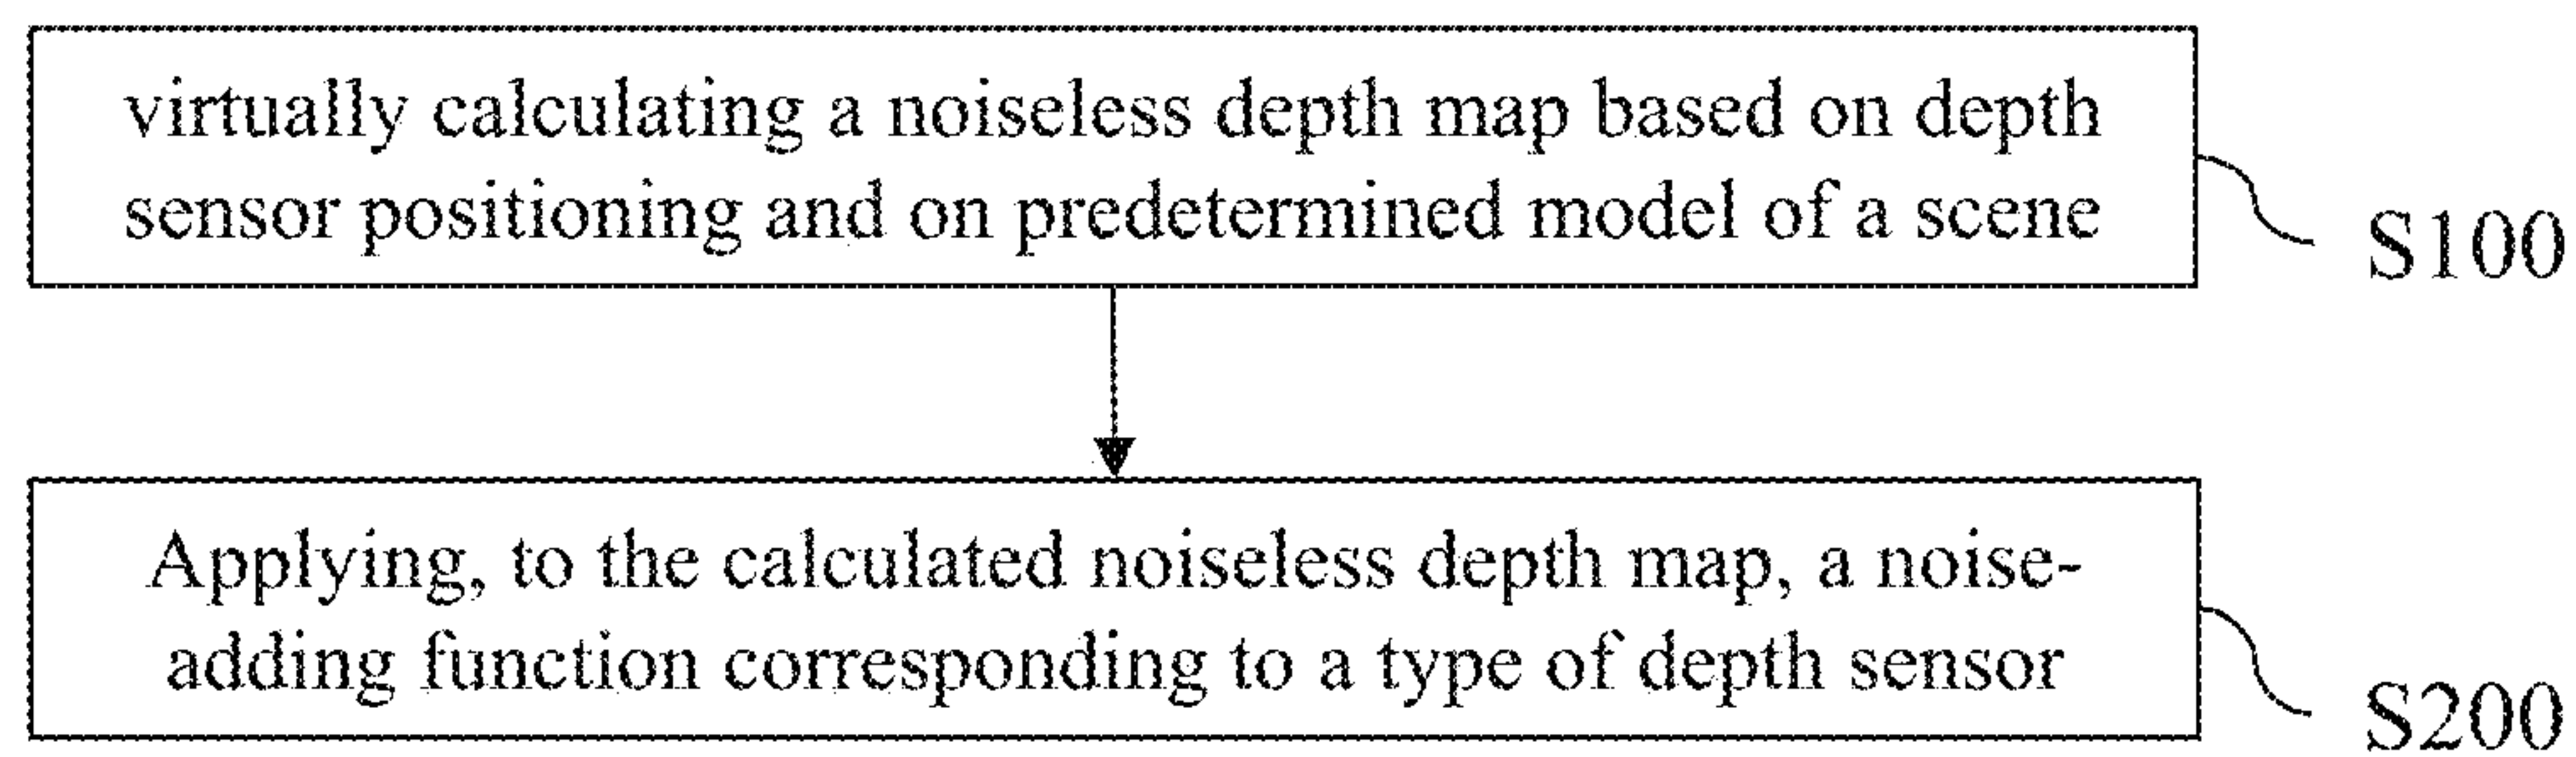 virtually calculating a noiseless depth map based on depth
sensor positioning and on predetermined model of a scene
S100
Applying, to the calculated noiseless depth map, a noise-
adding function corresponding to a type of depth sensor
S200